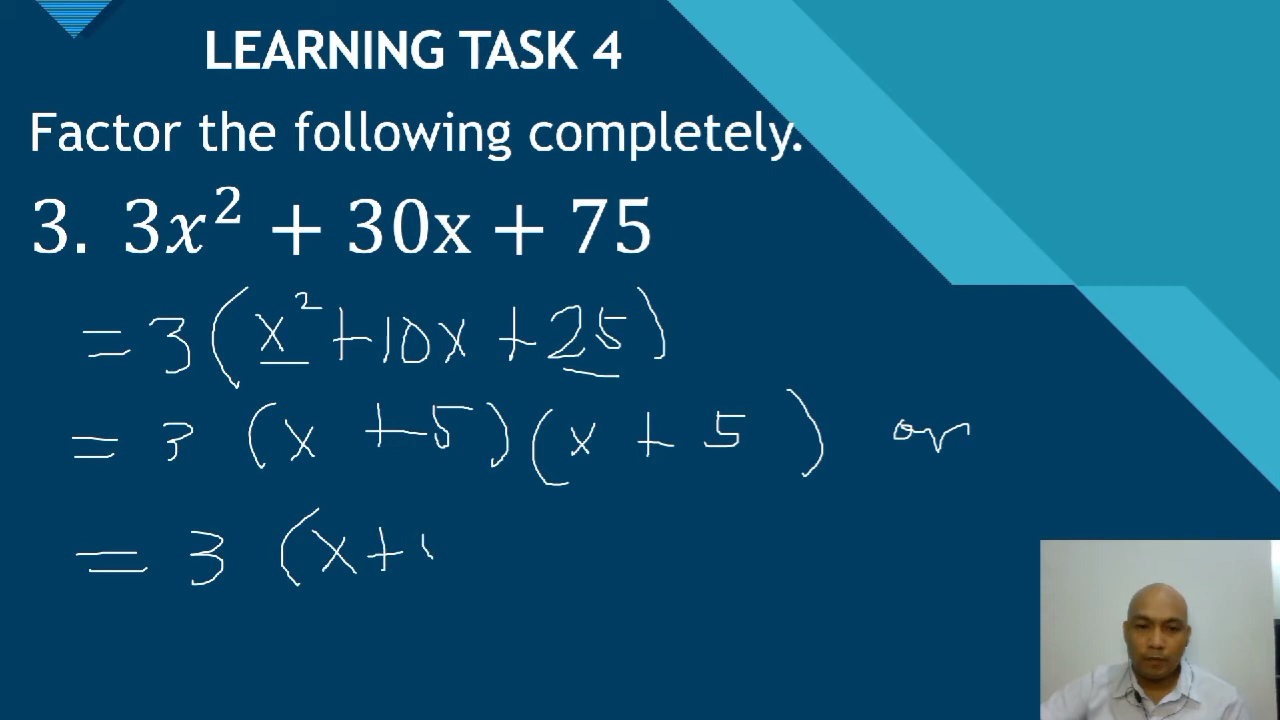 LEARNING TASK 4
Factor the following completely.
3. 3x² + 30x + 75
= 3(x² + 10x + 25)
= 3 (x + 5)(x + 5) or
= 3 (x +